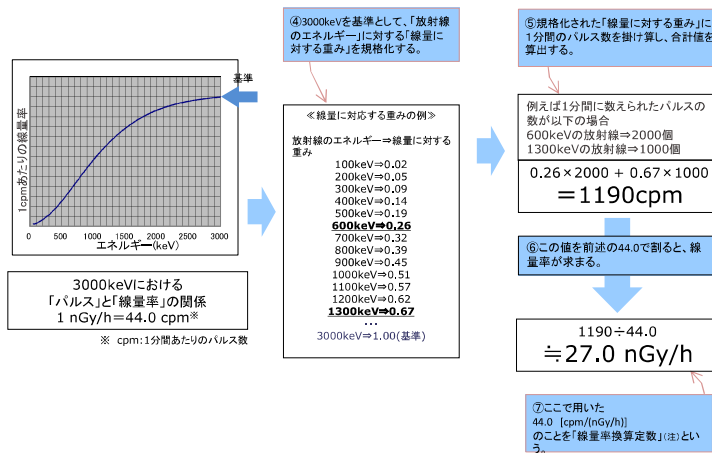 ④3000keVを基準として、「放射線
のエネルギー」に対する「線量に
対する重み」を規格化する。
⑤規格化された「線量に対する重み」に
1分間のパルス数を掛け算し、合計値を
算出する。
基準
1cpmあたりの線量率
0 500 1000 1500 2000 2500 3000
エネルギー(keV)
3000keVにおける
「パルス」と「線量率」の関係
1 nGy/h=44.0 cpm※
※ cpm:1分間あたりのパルス数
≪線量に対応する重みの例≫
放射線のエネルギー⇒線量に対する
重み
100keV⇒0.02
200keV⇒0.05
300keV⇒0.09
400keV⇒0.14
500keV⇒0.19
600keV⇒0.26
700keV⇒0.32
800keV⇒0.39
900keV⇒0.45
1000keV⇒0.51
1100keV⇒0.57
1200keV⇒0.62
1300keV⇒0.67
…
3000keV⇒1.00(基準)
例えば1分間に数えられたパルス
の数が以下の場合
600keVの放射線⇒2000個
1300keVの放射線⇒1000個
0.26×2000 + 0.67×1000
=1190cpm
⑥この値を前述の44.0で割ると、線
量率が求まる。
1190÷44.0
≒27.0 nGy/h
⑦ここで用いた
44.0 [cpm/(nGy/h)]
のことを「線量率換算定数」(注)とい
う。